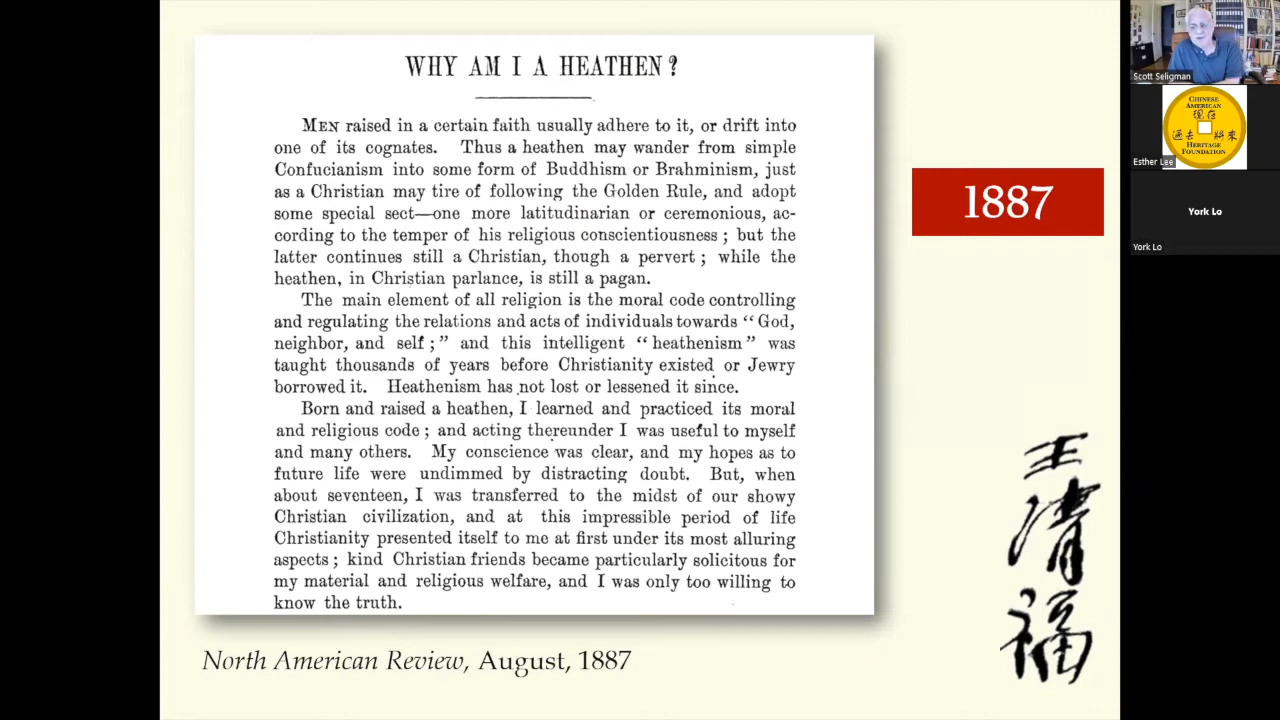 WHY AM I A HEATHEN?
MEN raised in a certain faith usually adhere to it, or drift into
one of its cognates. Thus a heathen may wander from simple
Confucianism into some form of Buddhism or Brahminism, just
as a Christian may tire of following the Golden Rule, and adopt
some special sect—one more latitudinarian or ceremonious, ac-
cording to the temper of his religious conscientiousness ; but the
latter continues still a Christian, though a pervert ; while the
heathen, in Christian parlance, is still a pagan.
The main element of all religion is the moral code controlling
and regulating the relations and acts of individuals towards “ God,
neighbor, and self ; ” and this intelligent “ heathenism ” was
taught thousands of years before Christianity existed or Jewry
borrowed it. Heathenism has not lost or lessened it since.
Born and raised a heathen, I learned and practiced its moral
and religious code ; and acting thereunder I was useful to myself
and many others. My conscience was clear, and my hopes as to
future life were undimmed by distracting doubt. But, when
about seventeen, I was transferred to the midst of our showy
Christian civilization, and at this impressible period of life
Christianity presented itself to me at first under its most alluring
aspects ; kind Christian friends became particularly solicitous for
my material and religious welfare, and I was only too willing to
know the truth.
North American Review, August, 1887
1887
王清福
Scott Seligman
CHINESE
AMERICAN
現在
過去 將來
HERITAGE
FOUNDATION
Esther Lee
York Lo
York Lo